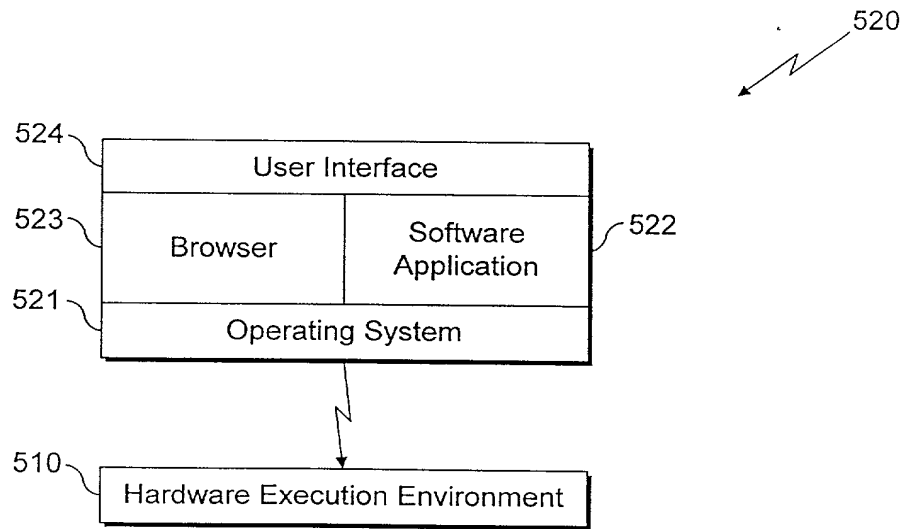 520
524
User Interface
523
Browser
Software
Application
522
521
Operating System
510
Hardware Execution Environment